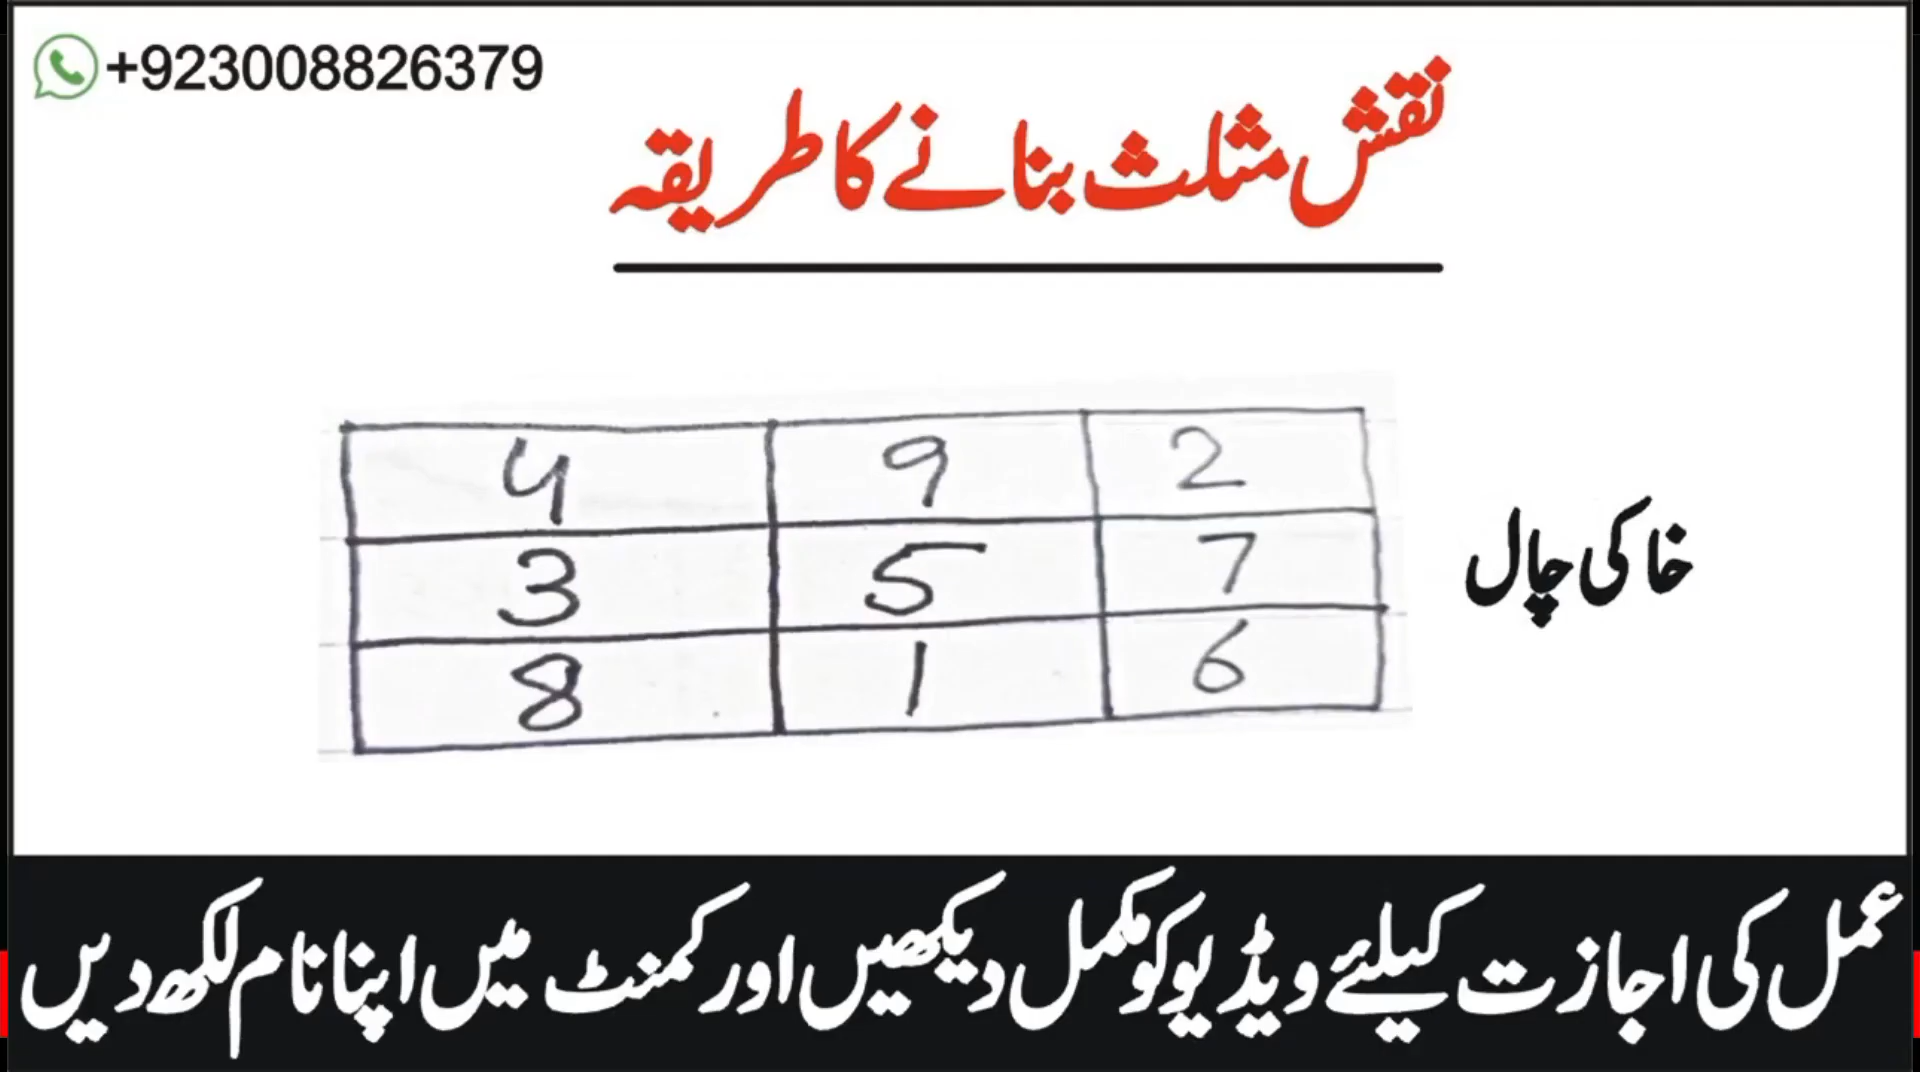 +923008826379
نقش مثلث بنانے کا طریقہ
4 9 2
3 5 7
8 1 6
خاکی چال
عمل کی اجازت کیلئے ویڈیو کو مکمل دیکھیں اور کمنٹ میں اپنا نام لکھ دیں